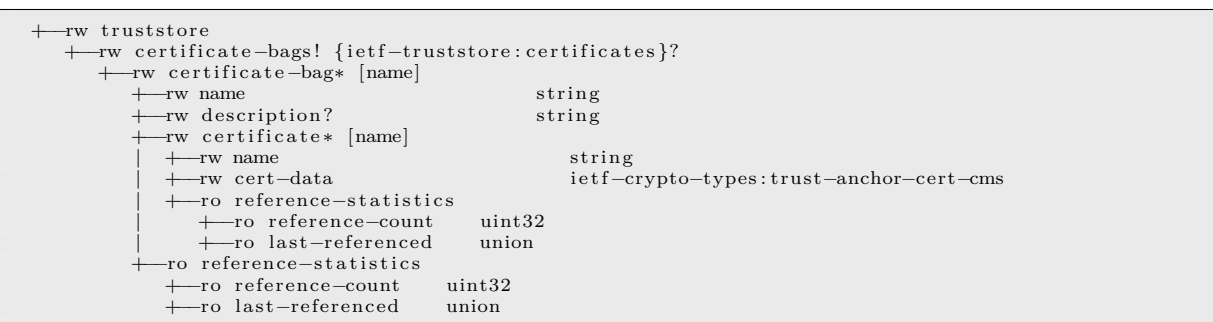 +--rw truststore
   +--rw certificate-bags! {ietf-truststore:certificates}?
      +--rw certificate-bag* [name]
         +--rw name                          string
         +--rw description?                  string
         +--rw certificate* [name]
         |  +--rw name                          string
         |  +--rw cert-data                     ietf-crypto-types:trust-anchor-cert-cms
         |  +--ro reference-statistics
         |     +--ro reference-count    uint32
         |     +--ro last-referenced    union
         +--ro reference-statistics
            +--ro reference-count    uint32
            +--ro last-referenced    union